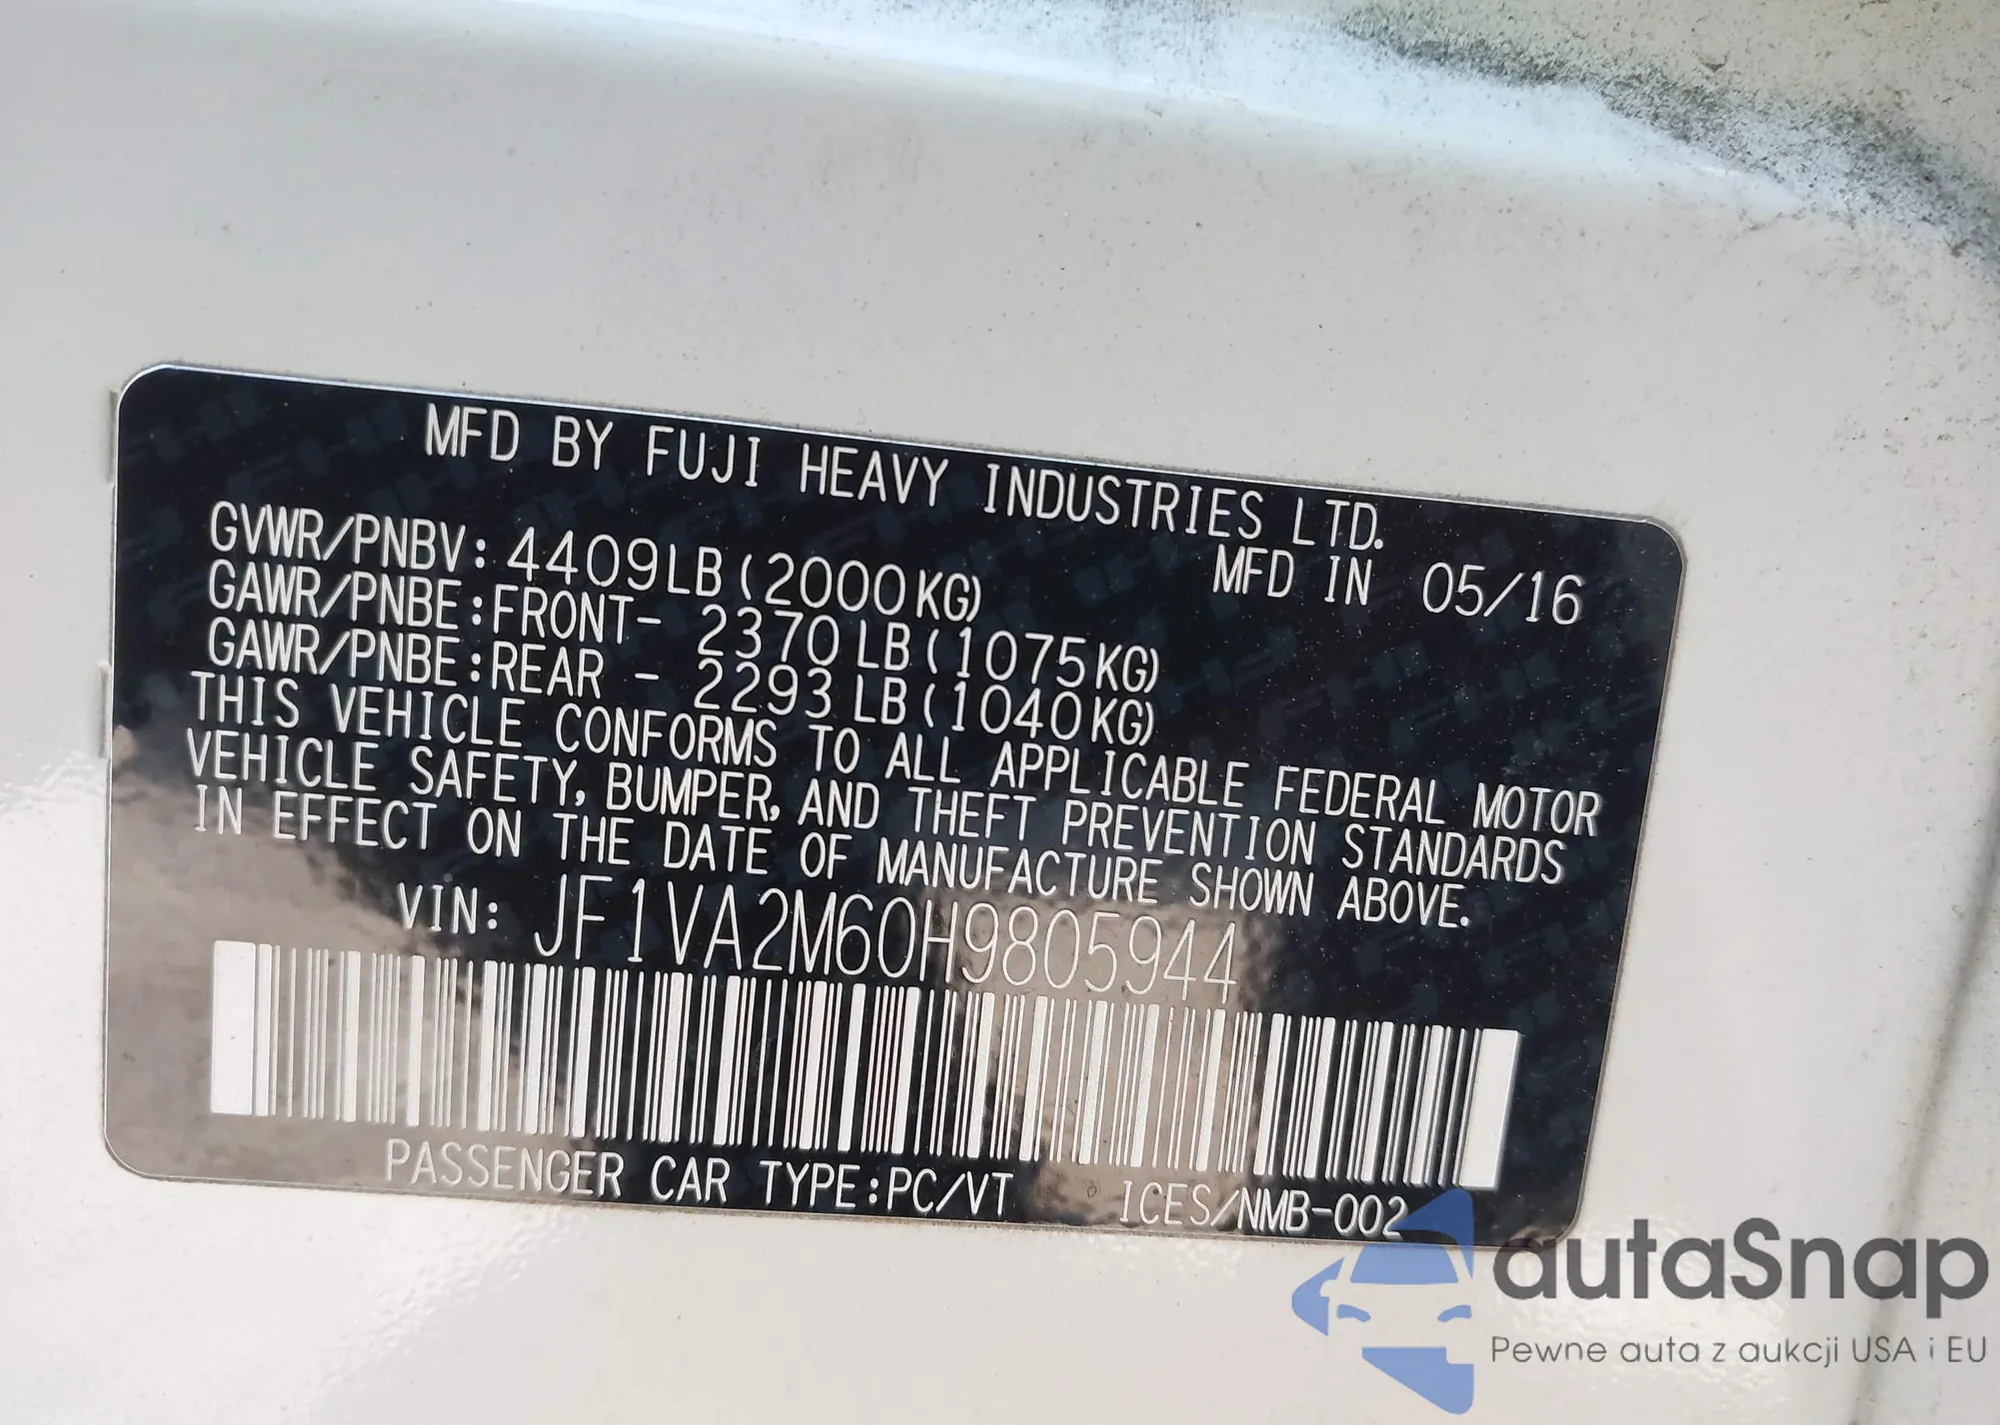 MFD BY FUJI HEAVY INDUSTRIES LTD.
GVWR/PNBV: 4409LB (2000KG) MFD IN 05/16
GAWR/PNBE:FRONT- 2370LB (1075KG)
GAWR/PNBE:REAR - 2293LB (1040KG)
THIS VEHICLE CONFORMS TO ALL APPLICABLE FEDERAL MOTOR
VEHICLE SAFETY, BUMPER, AND THEFT PREVENTION STANDARDS
IN EFFECT ON THE DATE OF MANUFACTURE SHOWN ABOVE.
VIN: JF1VA2M60H9805944
PASSENGER CAR TYPE:PC/VT ICES/NMB-002
autaSnap
Pewne auta z aukcji USA i EU